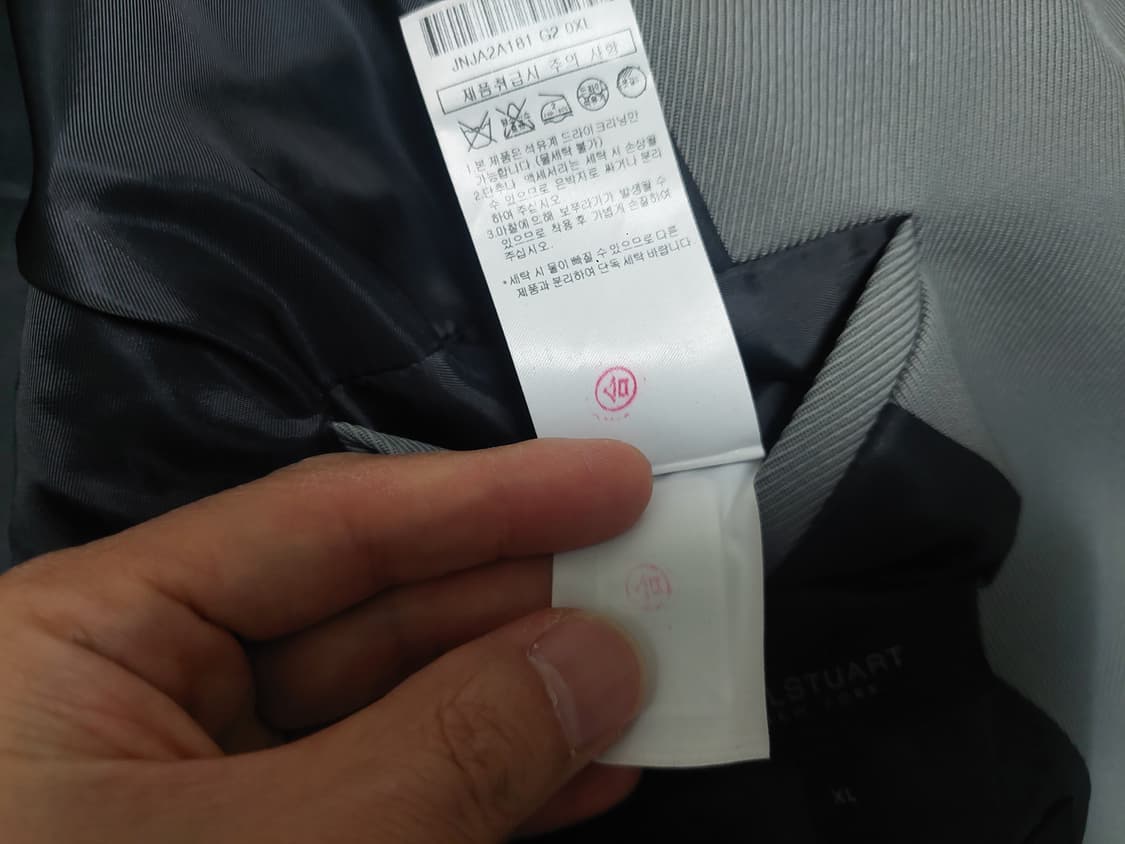 JNJA2A181 G2 0XL
제품취급시 주의 사항
1.본 제품은 석유계 드라이크리닝만
가능합니다 (물세탁 불가)
2.단추나 액세서리는 세탁 시 손상될
수 있으므로 은박지로 싸거나 분리
하여 주십시오
3.마찰에 의해 보푸라기가 발생될 수
있으므로 착용 후 가볍게 손질하여
주십시오.
*세탁 시 물이 빠질 수 있으므로 다른
제품과 분리하여 단독 세탁 바랍니다
LSTUART
NEW YORK
XL